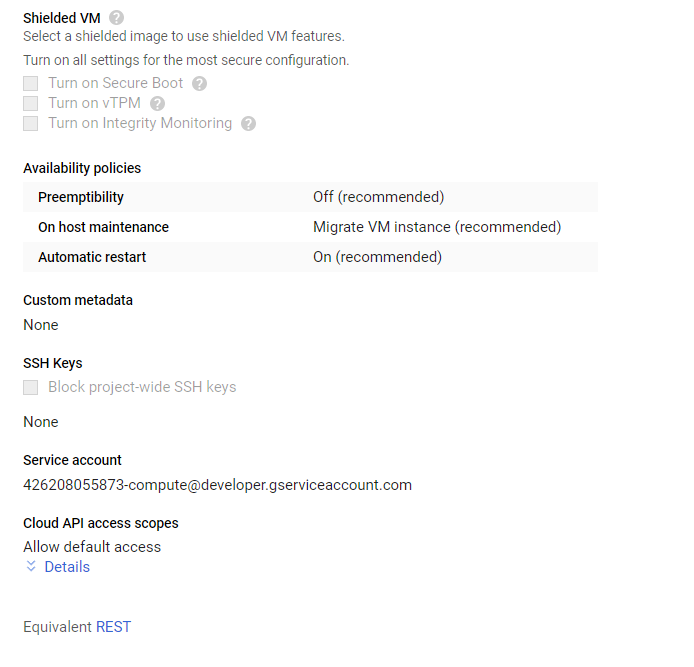 Shielded VM ?
Select a shielded image to use shielded VM features.
Turn on all settings for the most secure configuration.
Turn on Secure Boot ?
Turn on vTPM ?
Turn on Integrity Monitoring ?
Availability policies
Preemptibility Off (recommended)
On host maintenance Migrate VM instance (recommended)
Automatic restart On (recommended)
Custom metadata
None
SSH Keys
Block project-wide SSH keys
None
Service account
426208055873-compute@developer.gserviceaccount.com
Cloud API access scopes
Allow default access
Details
Equivalent REST